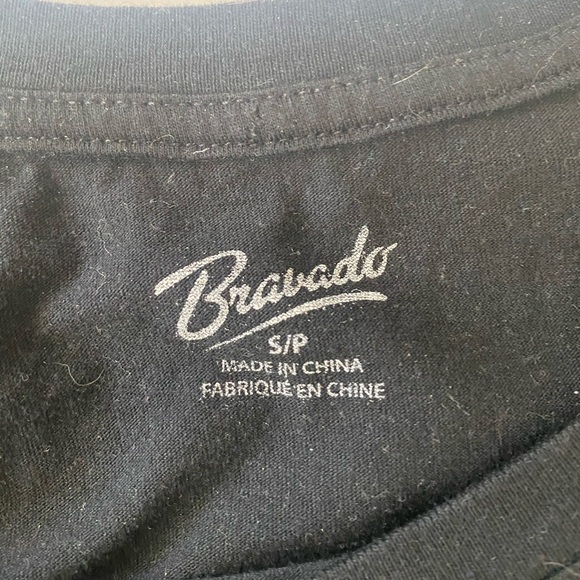 Bravado
S/P
MADE IN CHINA
FABRIQUÉ EN CHINE